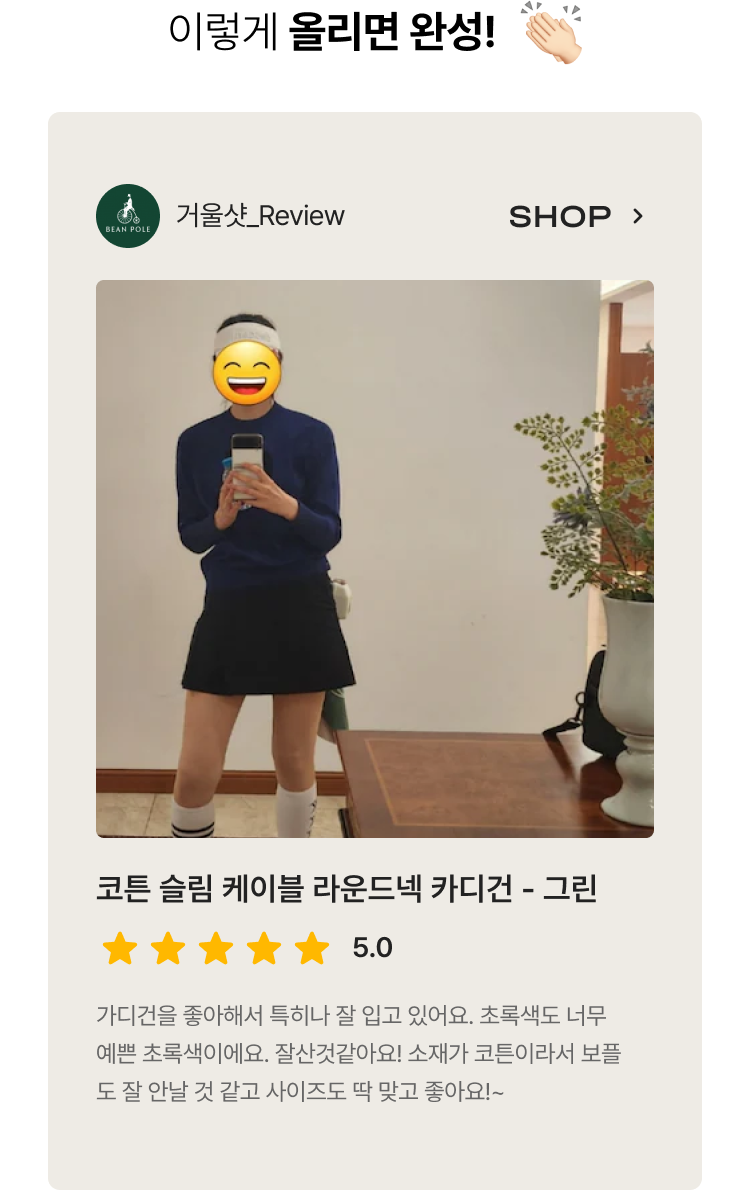 이렇게 올리면 완성!
BEAN POLE
거울샷_Review
SHOP
코튼 슬림 케이블 라운드넥 카디건 - 그린
5.0
가디건을 좋아해서 특히나 잘 입고 있어요. 초록색도 너무
예쁜 초록색이에요. 잘산것같아요! 소재가 코튼이라서 보플
도 잘 안날 것 같고 사이즈도 딱 맞고 좋아요!~